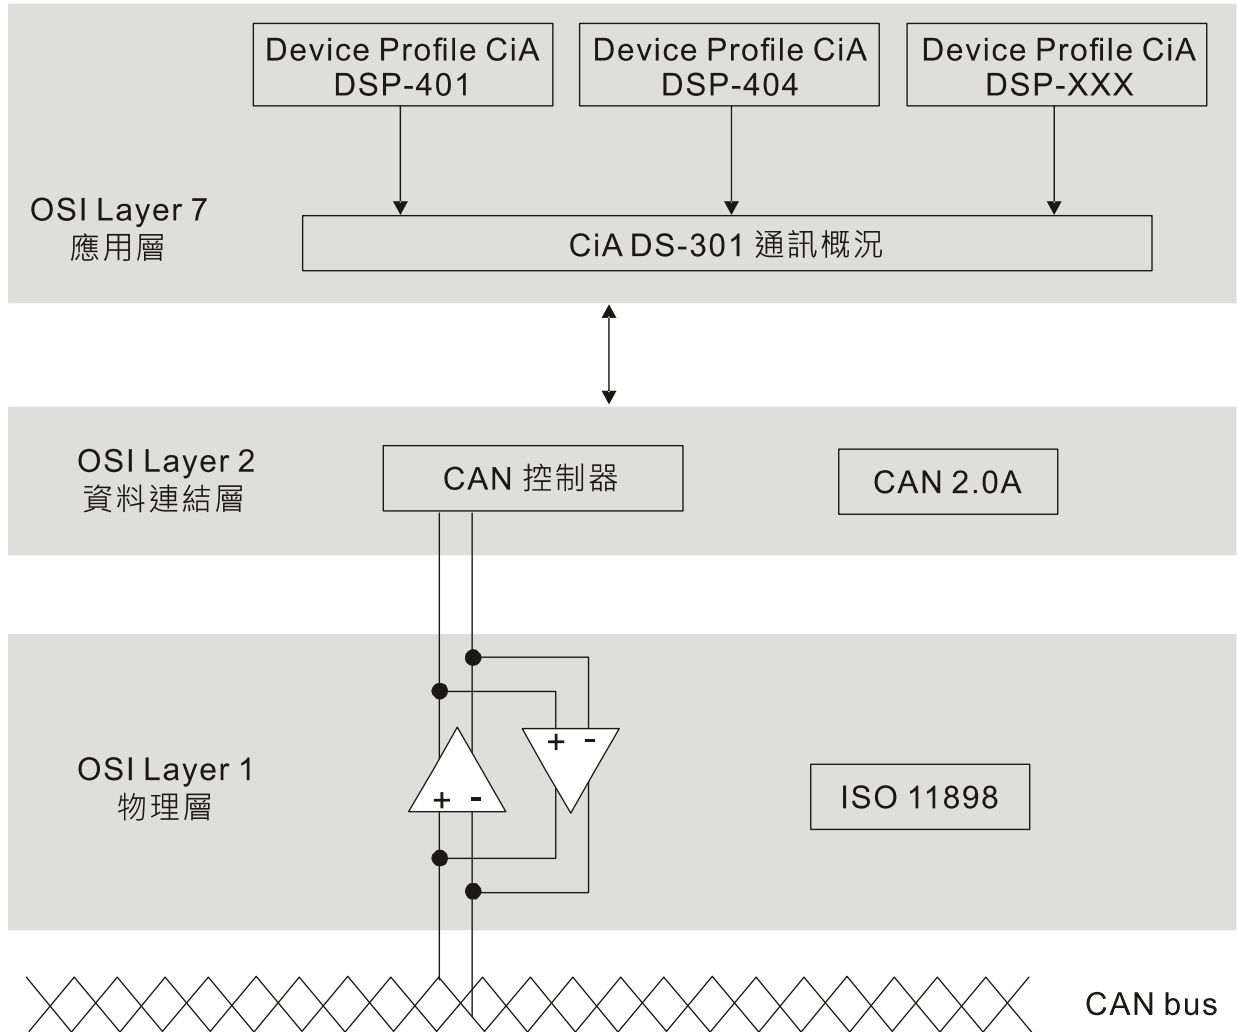 Device Profile CiA
DSP-401
Device Profile CiA
DSP-404
Device Profile CiA
DSP-XXX
OSI Layer 7
應用層
CiA DS-301 通訊概況
OSI Layer 2
資料連結層
CAN 控制器
CAN 2.0A
OSI Layer 1
物理層
+ -
+ -
ISO 11898
CAN bus